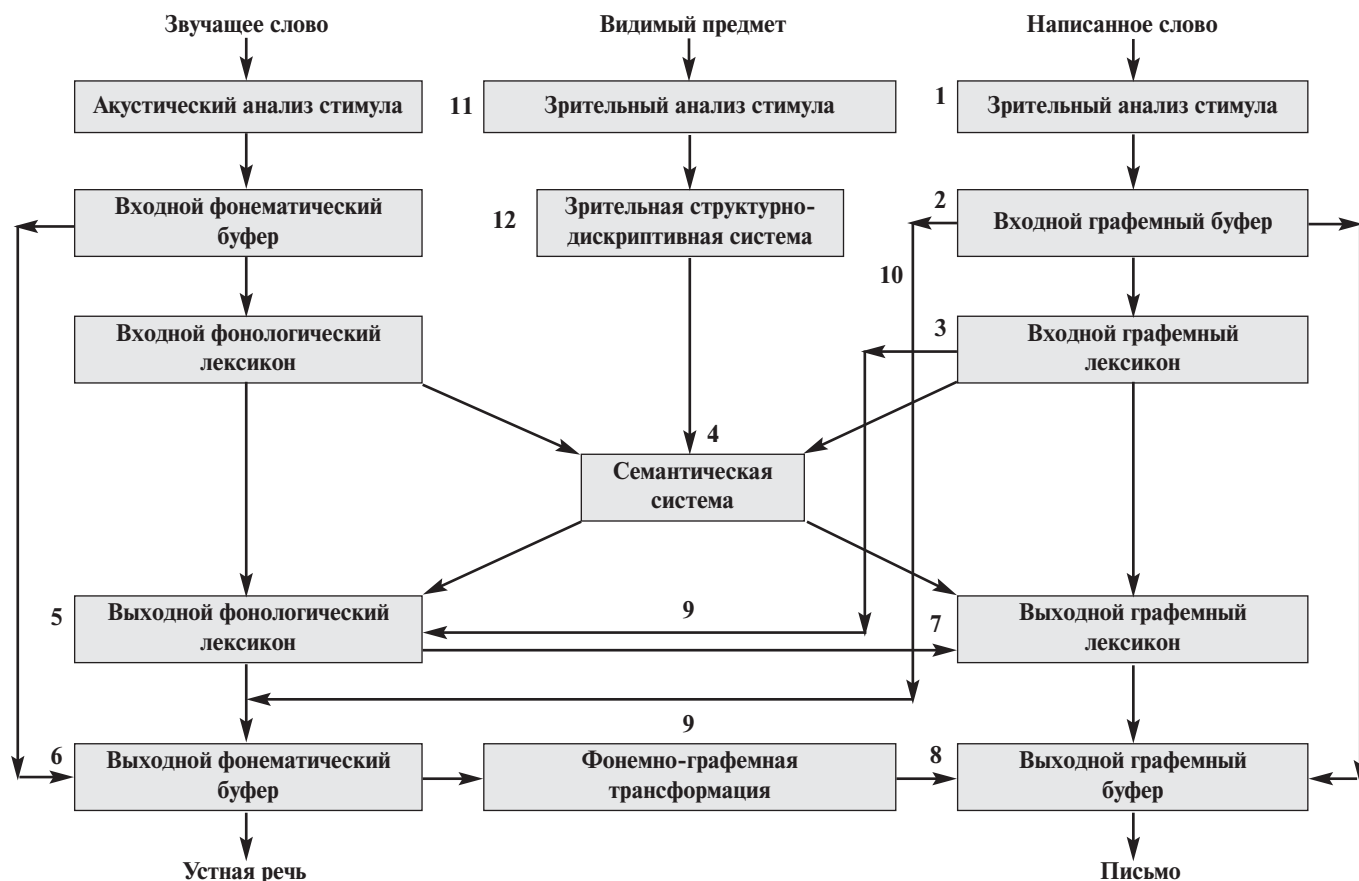 Звучащее слово
Видимый предмет
Написанное слово
Акустический анализ стимула
11
Зрительный анализ стимула
1
Зрительный анализ стимула
Входной фонематический
буфер
12
Зрительная структурно-
дискриптивная система
2
Входной графемный буфер
10
Входной фонологический
лексикон
3
Входной графемный
лексикон
4
Семантическая
система
5
Выходной фонологический
лексикон
9
7
Выходной графемный
лексикон
9
6
Выходной фонематический
буфер
Фонемно-графемная
трансформация
8
Выходной графемный
буфер
Устная речь
Письмо